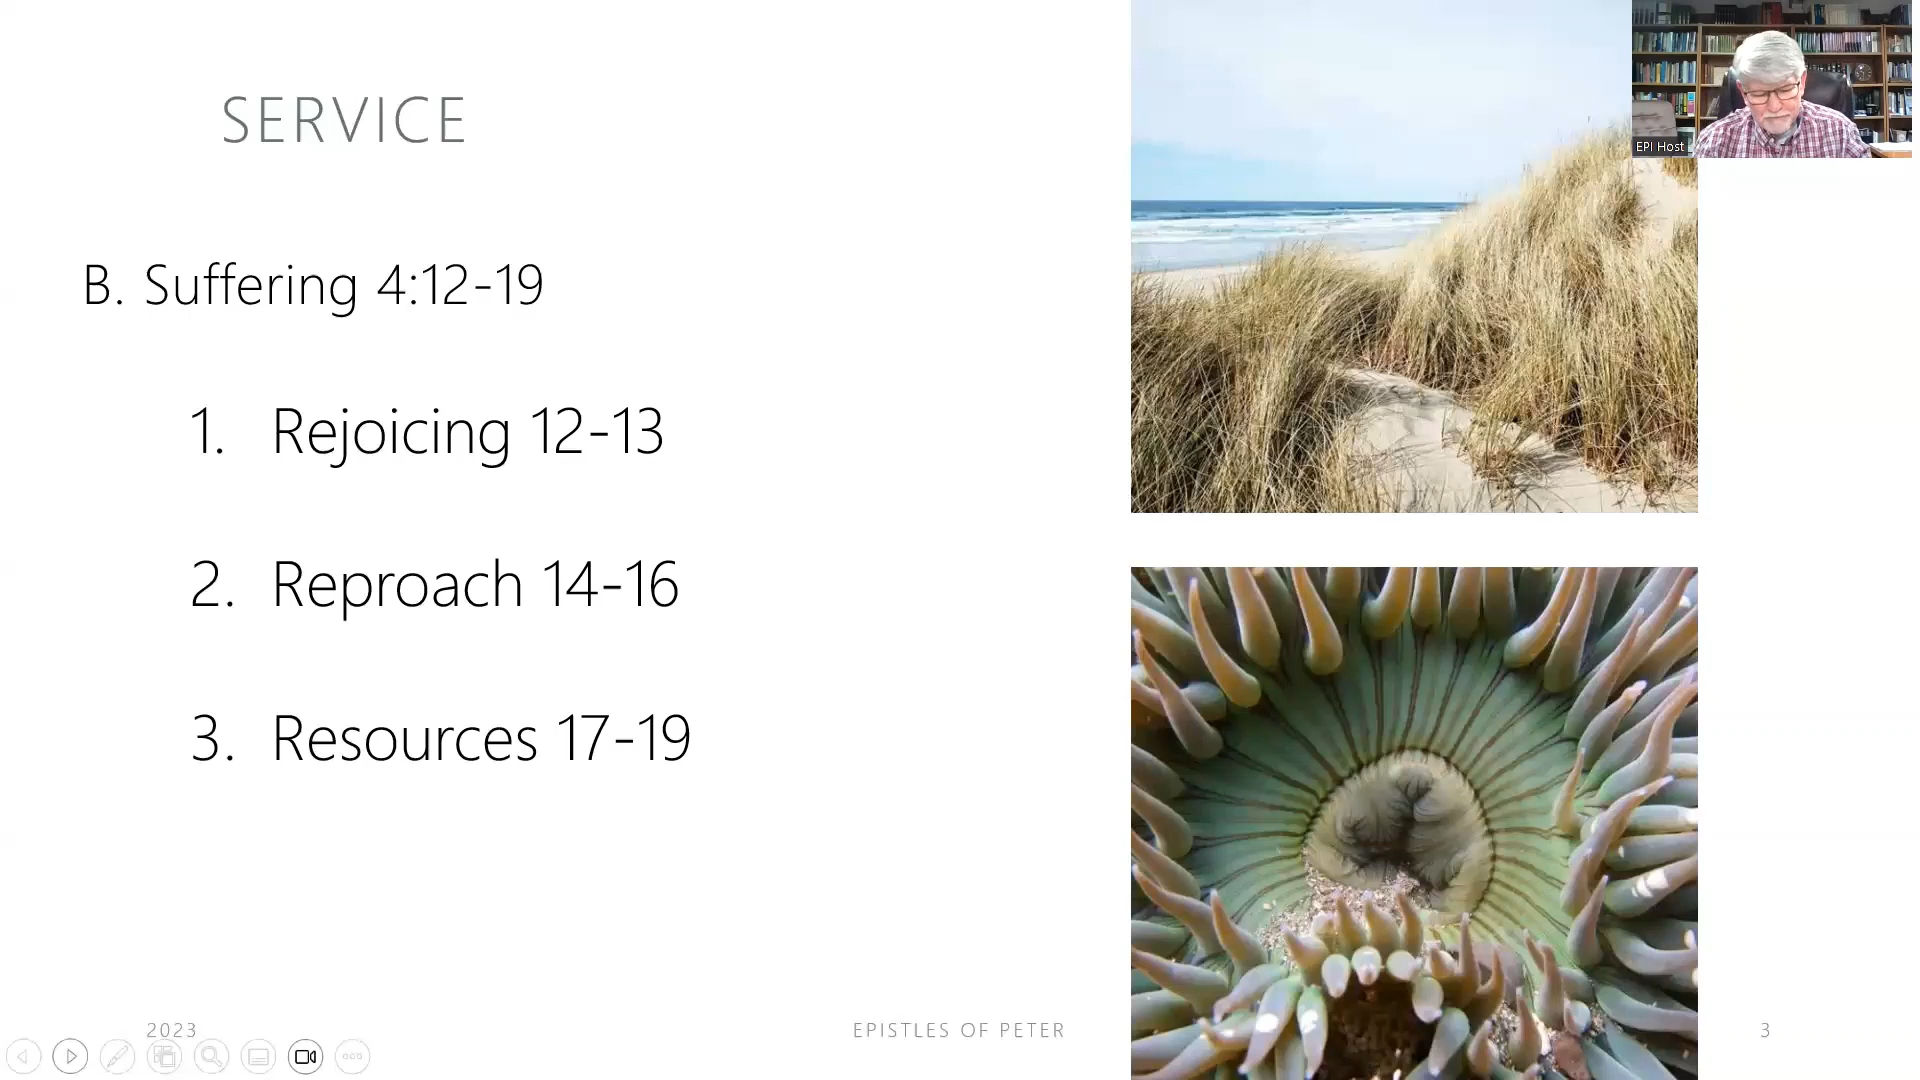 SERVICE
EPI Host
B. Suffering 4:12-19
1. Rejoicing 12-13
2. Reproach 14-16
3. Resources 17-19
2023
EPISTLES OF PETER
3